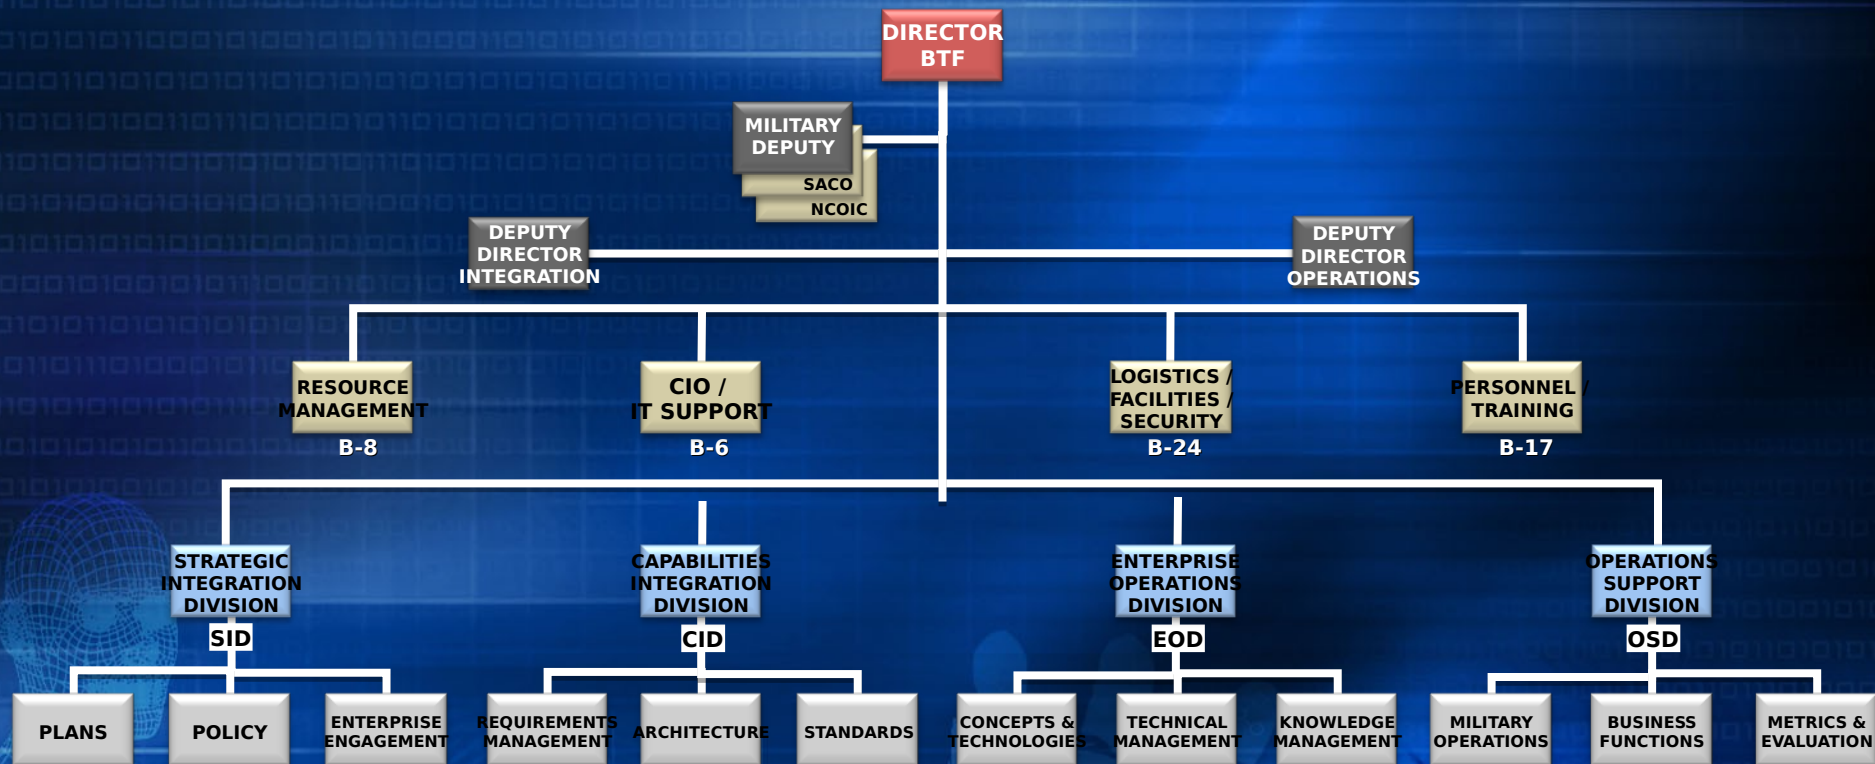 DIRECTOR
BTF
MILITARY
DEPUTY
SACO
NCOIC
DEPUTY
DIRECTOR
INTEGRATION
DEPUTY
DIRECTOR
OPERATIONS
RESOURCE
MANAGEMENT
B-8
CIO /
IT SUPPORT
B-6
LOGISTICS /
FACILITIES /
SECURITY
B-24
PERSONNEL /
TRAINING
B-17
STRATEGIC
INTEGRATION
DIVISION
SID
CAPABILITIES
INTEGRATION
DIVISION
CID
ENTERPRISE
OPERATIONS
DIVISION
EOD
OPERATIONS
SUPPORT
DIVISION
OSD
PLANS
POLICY
ENTERPRISE
ENGAGEMENT
REQUIREMENTS
MANAGEMENT
ARCHITECTURE
STANDARDS
CONCEPTS &
TECHNOLOGIES
TECHNICAL
MANAGEMENT
KNOWLEDGE
MANAGEMENT
MILITARY
OPERATIONS
BUSINESS
FUNCTIONS
METRICS &
EVALUATION